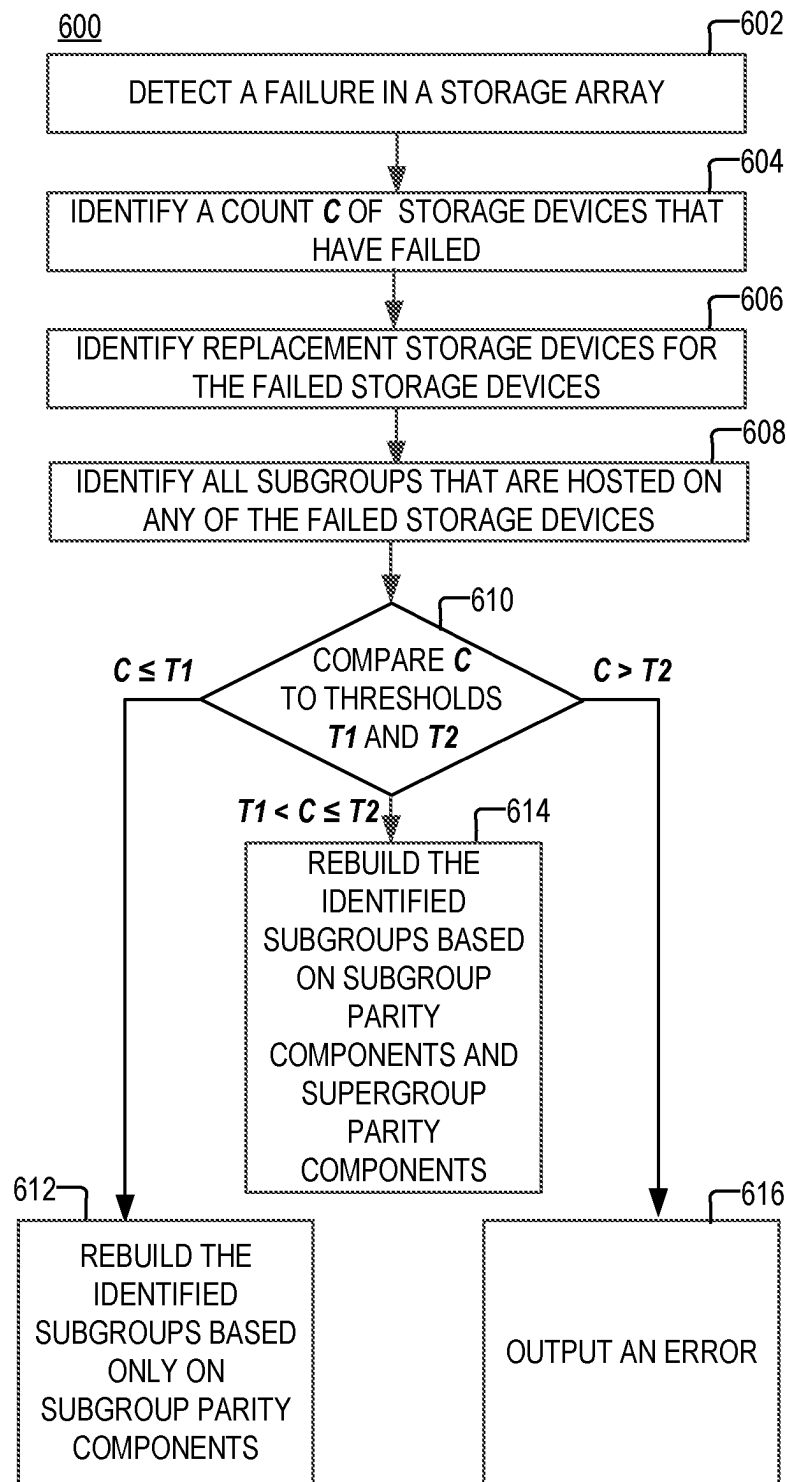 600
602
DETECT A FAILURE IN A STORAGE ARRAY
604
IDENTIFY A COUNT C OF STORAGE DEVICES THAT
HAVE FAILED
606
IDENTIFY REPLACEMENT STORAGE DEVICES FOR
THE FAILED STORAGE DEVICES
608
IDENTIFY ALL SUBGROUPS THAT ARE HOSTED ON
ANY OF THE FAILED STORAGE DEVICES
610
COMPARE C
TO THRESHOLDS
T1 AND T2
C ≤ T1
C > T2
T1 < C ≤ T2
614
REBUILD THE
IDENTIFIED
SUBGROUPS BASED
ON SUBGROUP
PARITY
COMPONENTS AND
SUPERGROUP
PARITY
COMPONENTS
612
REBUILD THE
IDENTIFIED
SUBGROUPS BASED
ONLY ON
SUBGROUP PARITY
COMPONENTS
616
OUTPUT AN ERROR